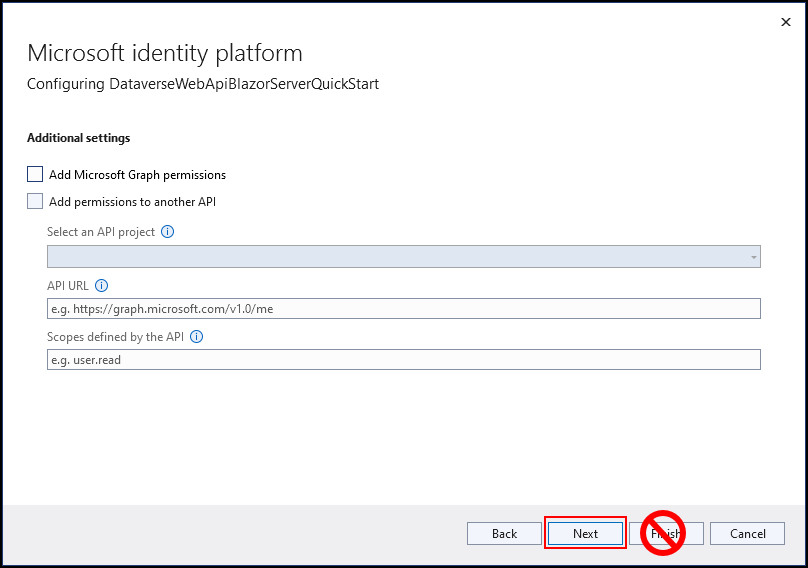 Microsoft identity platform
Configuring DataverseWebApiBlazorServerQuickStart
Additional settings
Add Microsoft Graph permissions
Add permissions to another API
Select an API project
API URL
e.g. https://graph.microsoft.com/v1.0/me
Scopes defined by the API
e.g. user.read
Back Next Finish Cancel